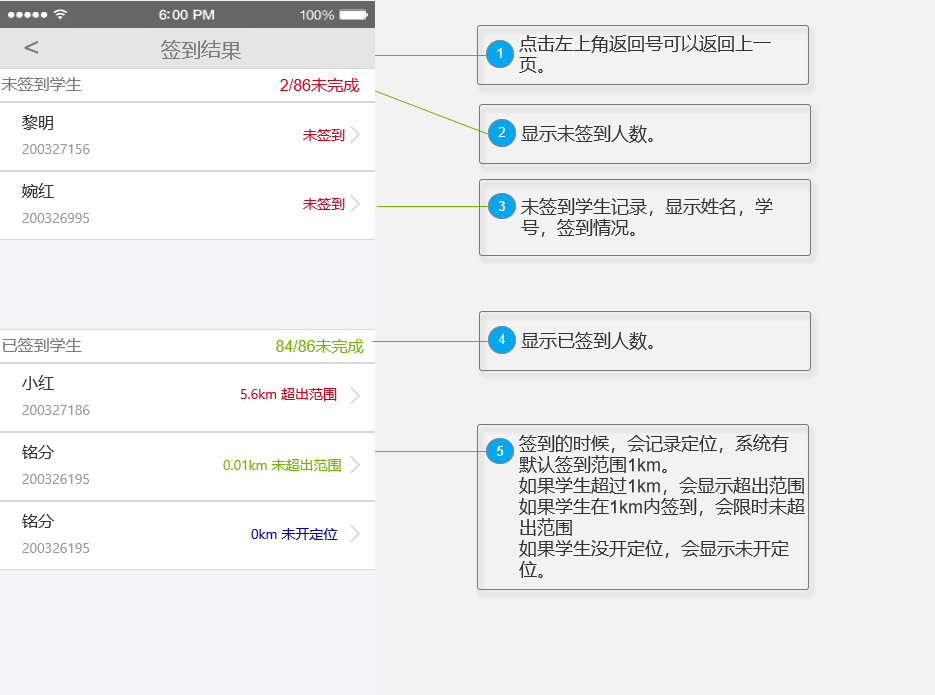 6:00 PM
100%
<
签到结果
未签到学生
2/86未完成
黎明
未签到
200327156
婉红
未签到
200326995
已签到学生
84/86未完成
小红
5.6km 超出范围
200327186
铭分
0.01km 未超出范围
200326195
铭分
0km 未开定位
200326195
1
点击左上角返回号可以返回上一
页。
2
显示未签到人数。
3
未签到学生记录，显示姓名，学
号，签到情况。
4
显示已签到人数。
5
签到的时候，会记录定位，系统有
默认签到范围1km。
如果学生超过1km，会显示超出范围
如果学生在1km内签到，会限时未超
出范围
如果学生没开定位，会显示未开定
位。